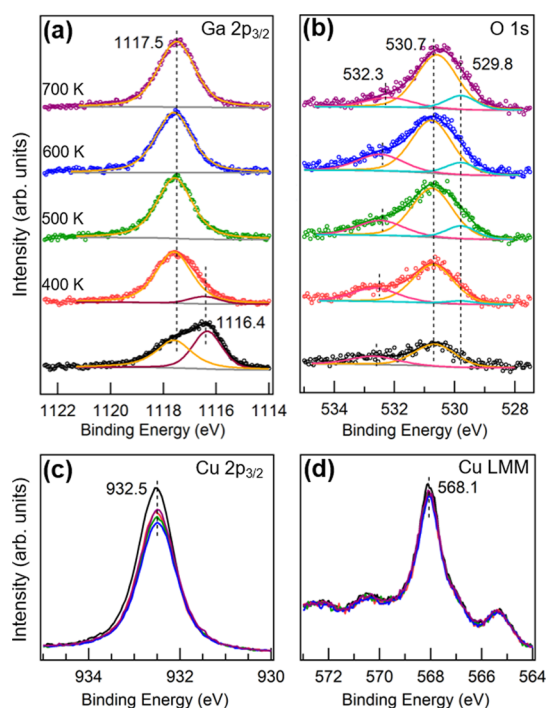 (a) Ga 2p3/2
1117.5
700 K
600 K
500 K
400 K
1116.4
1122 1120 1118 1116 1114
Binding Energy (eV)
Intensity (arb. units)
(b) O 1s
530.7
532.3
529.8
534 532 530 528
Binding Energy (eV)
(c) Cu 2p3/2
932.5
934 932 930
Binding Energy (eV)
Intensity (arb. units)
(d) Cu LMM
568.1
572 570 568 566 564
Binding Energy (eV)